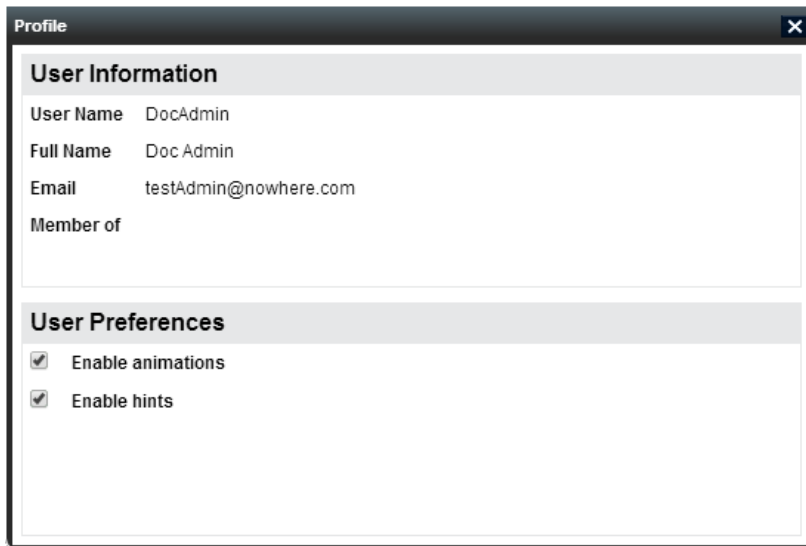 Profile
User Information
User Name DocAdmin
Full Name Doc Admin
Email testAdmin@nowhere.com
Member of
User Preferences
Enable animations
Enable hints